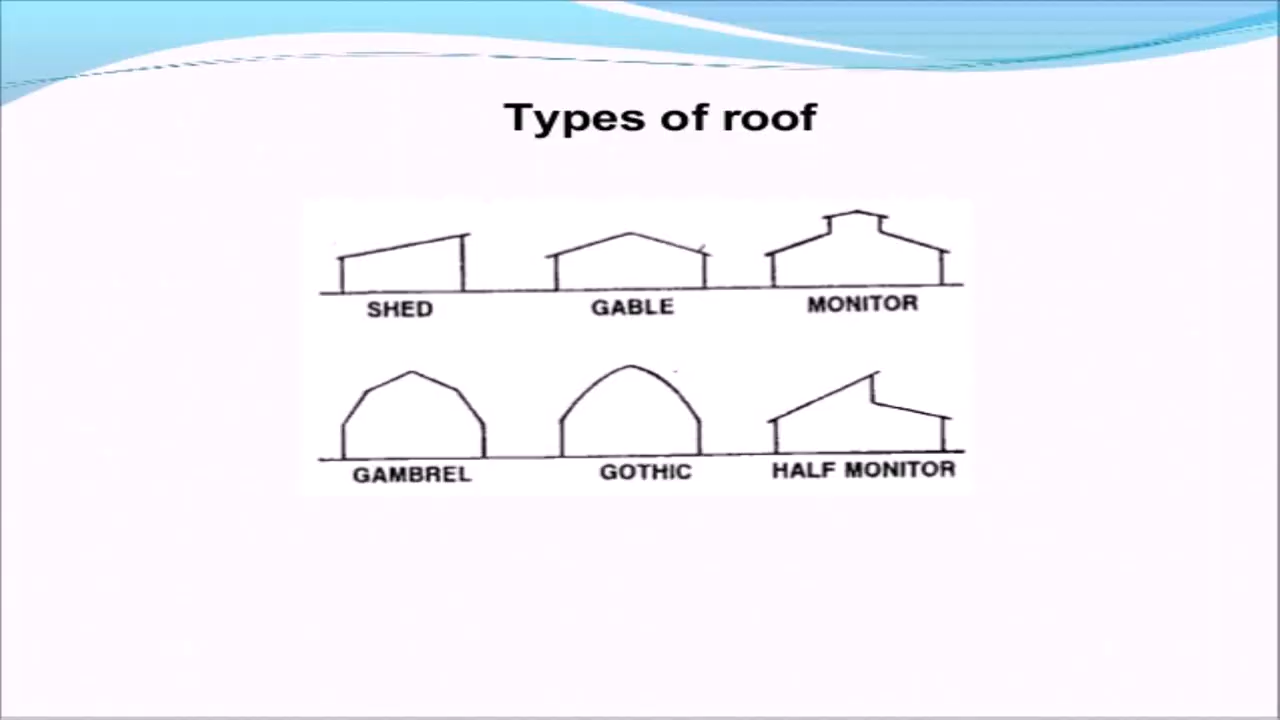 Types of roof
SHED
GABLE
MONITOR
GAMBREL
GOTHIC
HALF MONITOR